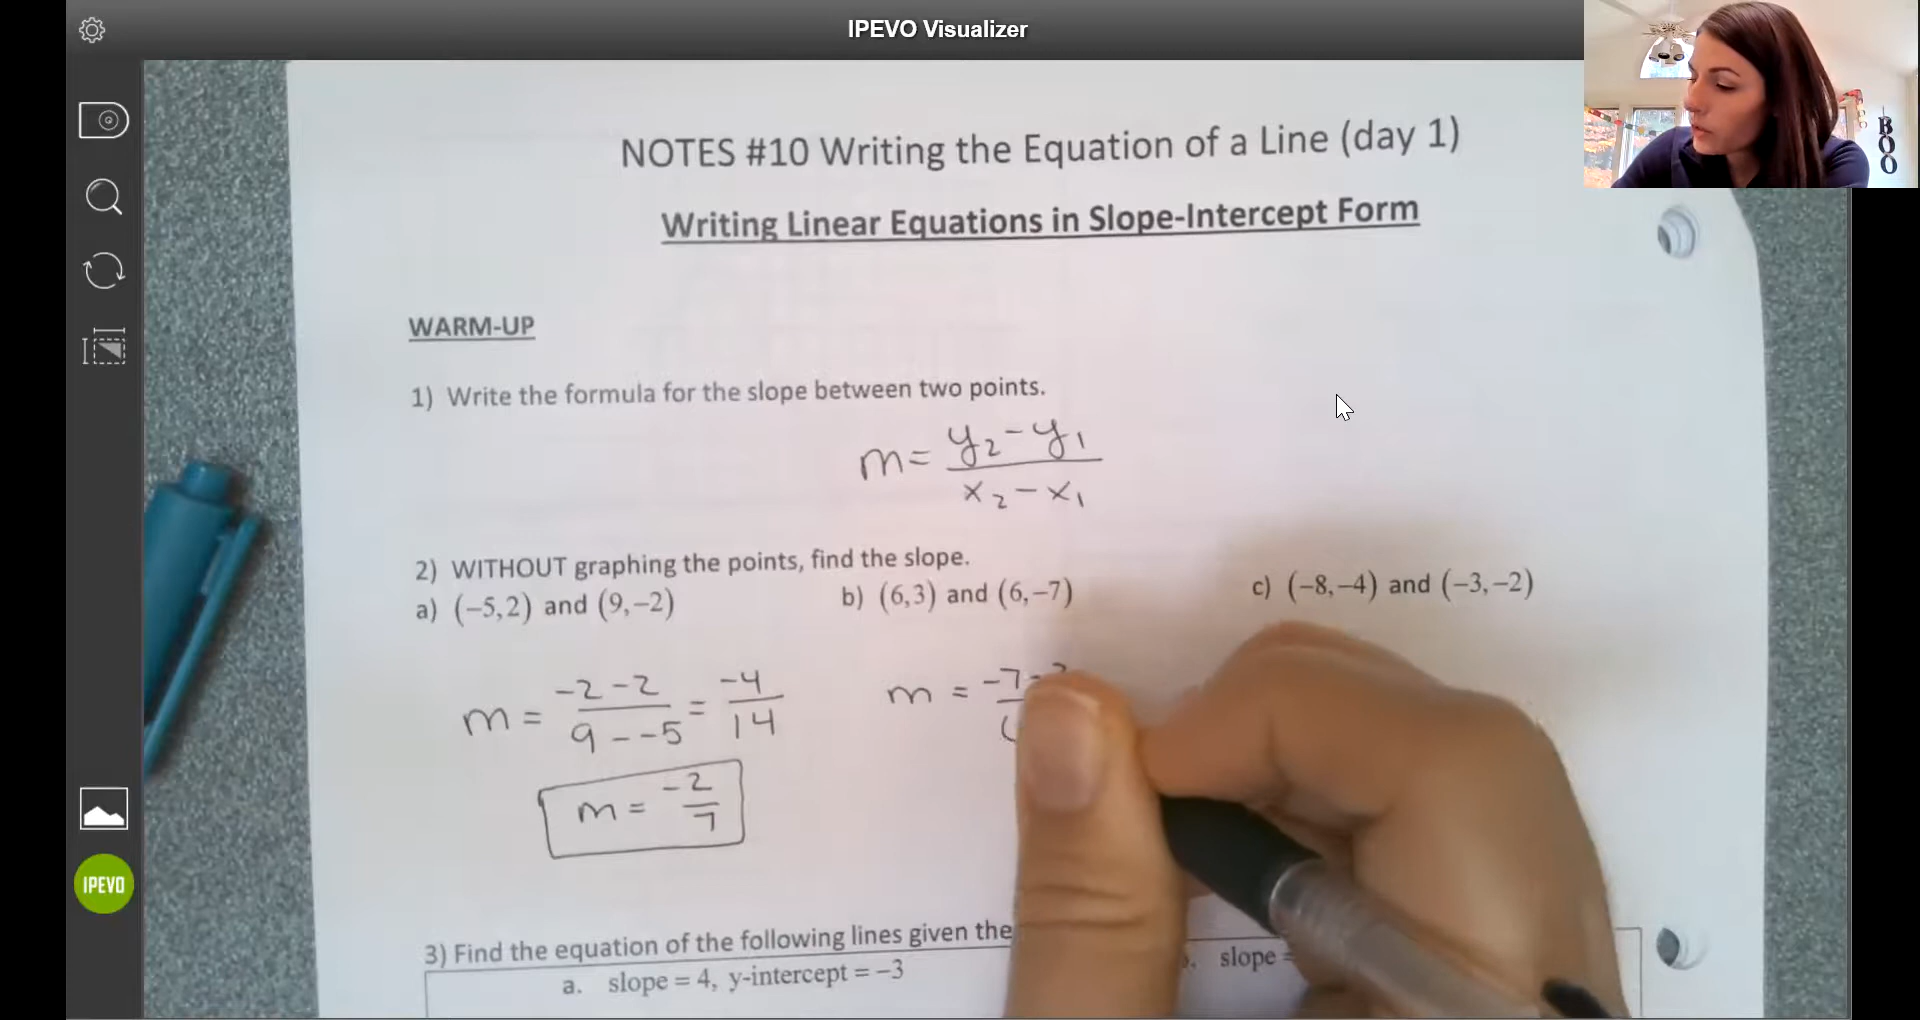 IPEVO Visualizer
BOO
NOTES #10 Writing the Equation of a Line (day 1)
Writing Linear Equations in Slope-Intercept Form
WARM-UP
1) Write the formula for the slope between two points.
m = y₂ - y₁ / x₂ - x₁
2) WITHOUT graphing the points, find the slope.
a) (−5,2) and (9,−2) b) (6,3) and (6,−7) c) (−8,−4) and (−3,−2)
m = -2 -2 / 9 - -5 = -4 / 14
m = -7 -
m = -2 / 7
3) Find the equation of the following lines given the
a. slope = 4, y-intercept = −3
slope =
IPEVO